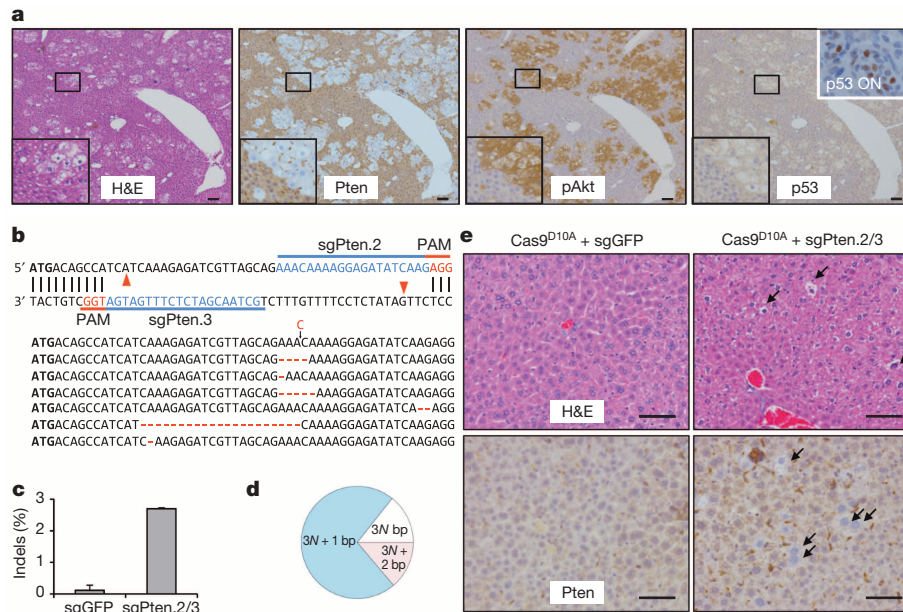 a
H&E
Pten
pAkt
p53 ON
p53
b
sgPten.2 PAM
5′ ATGACAGCCATCATCAAAGAGATCGTTAGCAGAAACAAAAGGAGATATCAAGAGG
3′ TACTGTCGGTAGTAGTTTCTCTAGCAATCGTCTTTGTTTTCCTCTATAGTTCTCC
PAM sgPten.3
C
ATGACAGCCATCATCAAAGAGATCGTTAGCAGAAACAAAAGGAGATATCAAGAGG
ATGACAGCCATCATCAAAGAGATCGTTAGCAG----AAAAGGAGATATCAAGAGG
ATGACAGCCATCATCAAAGAGATCGTTAGCAG-AACAAAAGGAGATATCAAGAGG
ATGACAGCCATCATCAAAGAGATCGTTAGCAG-----AAAGGAGATATCAAGAGG
ATGACAGCCATCATCAAAGAGATCGTTAGCAGAAACAAAAGGAGATATCA--AGG
ATGACAGCCATCAT---------------------CAAAAGGAGATATCAAGAGG
ATGACAGCCATCATC-AAGAGATCGTTAGCAGAAACAAAAGGAGATATCAAGAGG
c
Indels (%)
3
2
1
0
sgGFP sgPten.2/3
d
3N + 1 bp
3N bp
3N + 2 bp
e
Cas9D10A + sgGFP Cas9D10A + sgPten.2/3
H&E
Pten